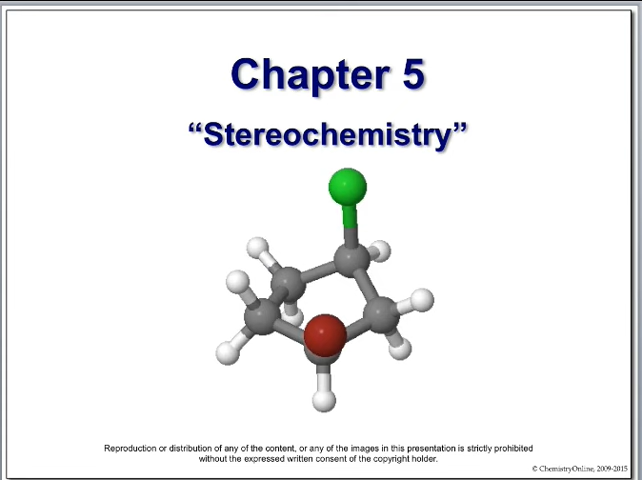 Chapter 5
“Stereochemistry”
Reproduction or distribution of any of the content, or any of the images in this presentation is strictly prohibited
without the expressed written consent of the copyright holder.
© ChemistryOnline, 2009-2015